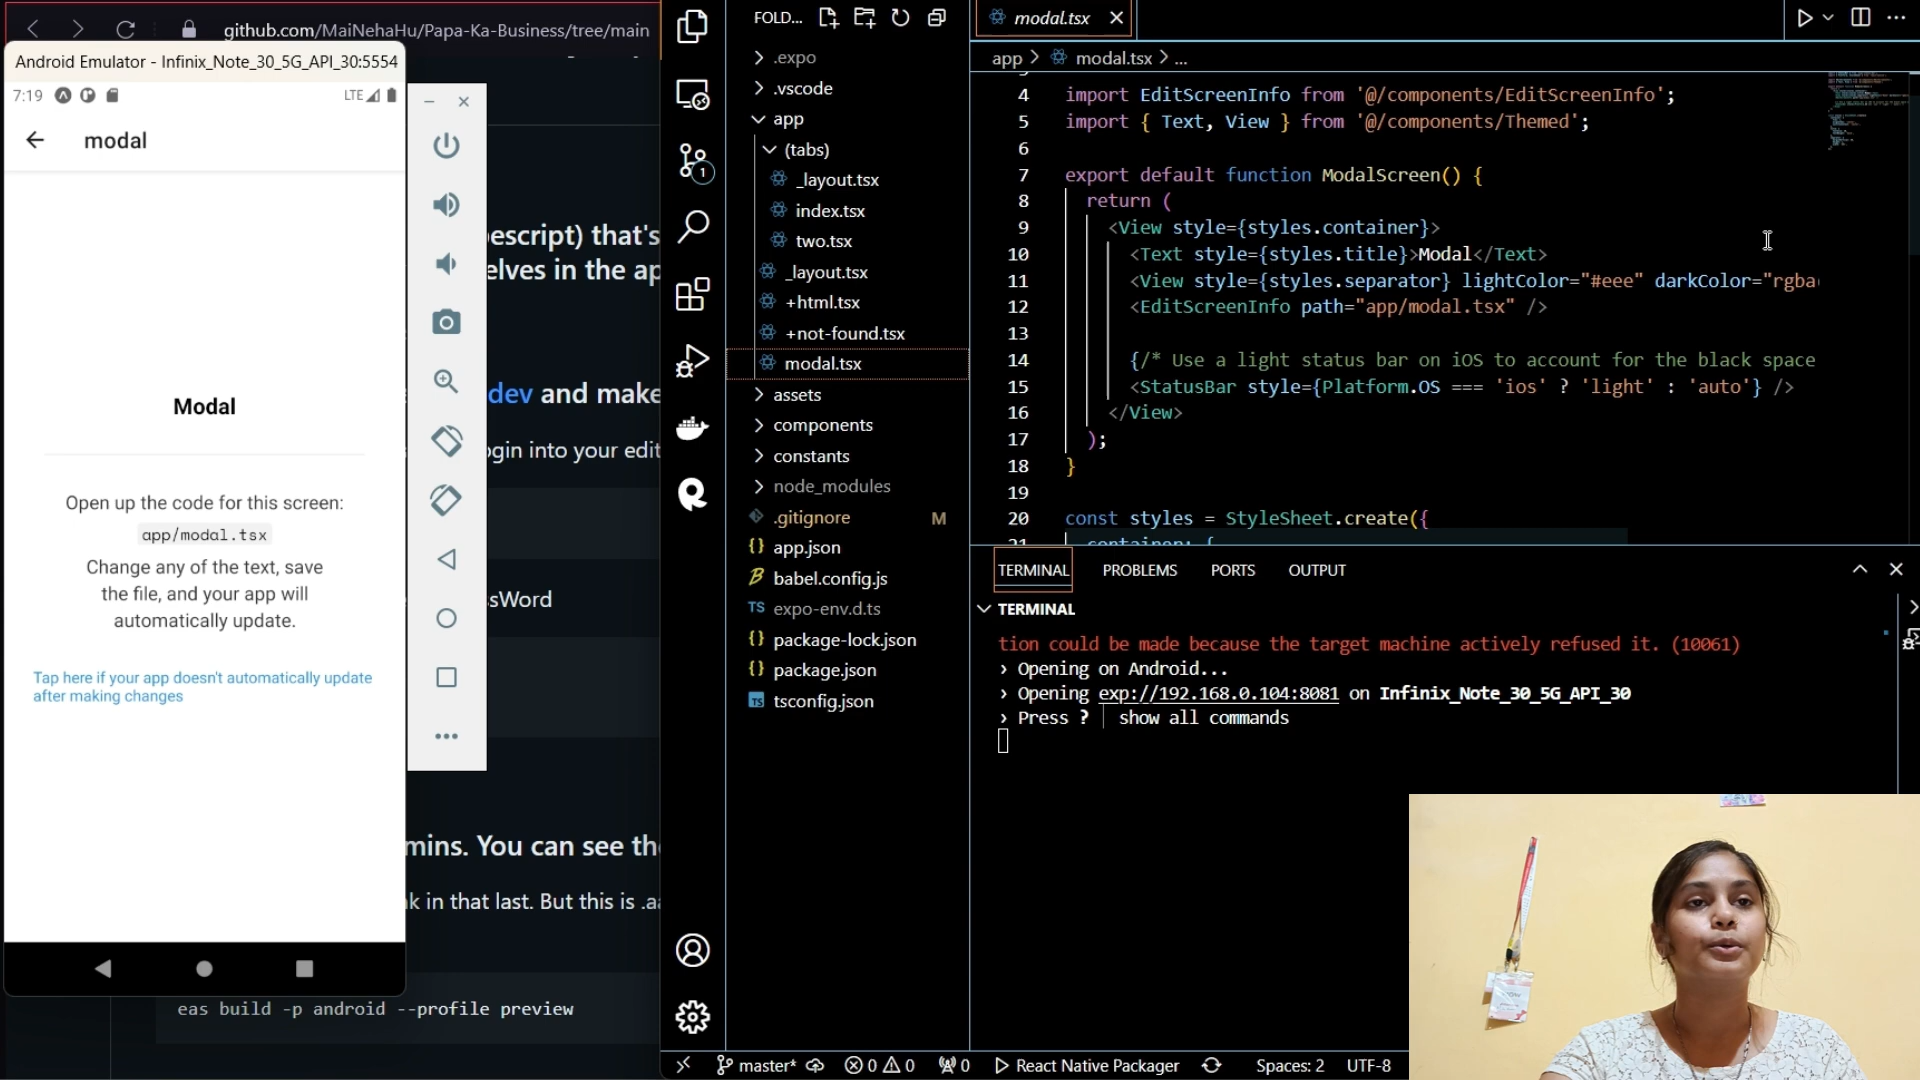 github.com/MaiNehaHu/Papa-Ka-Business/tree/main
Android Emulator - Infinix_Note_30_5G_API_30:5554
7:19
LTE
modal
Modal
Open up the code for this screen:
app/modal.tsx
Change any of the text, save
the file, and your app will
automatically update.
Tap here if your app doesn't automatically update
after making changes
escript) that's
elves in the ap
dev and make
gin into your edit
sWord
mins. You can see the
k in that last. But this is .aa
eas build -p android --profile preview
FOLD...
.expo
.vscode
app
(tabs)
_layout.tsx
index.tsx
two.tsx
_layout.tsx
+html.tsx
+not-found.tsx
modal.tsx
assets
components
constants
node_modules
.gitignore M
app.json
babel.config.js
TS expo-env.d.ts
package-lock.json
package.json
TS tsconfig.json
1
modal.tsx
app > modal.tsx > ...
4 import EditScreenInfo from '@/components/EditScreenInfo';
5 import { Text, View } from '@/components/Themed';
6
7 export default function ModalScreen() {
8 return (
9 <View style={styles.container}>
10 <Text style={styles.title}>Modal</Text>
11 <View style={styles.separator} lightColor="#eee" darkColor="rgba(
12 <EditScreenInfo path="app/modal.tsx" />
13
14 {/* Use a light status bar on iOS to account for the black space
15 <StatusBar style={Platform.OS === 'ios' ? 'light' : 'auto'} />
16 </View>
17 );
18 }
19
20 const styles = StyleSheet.create({
21 container: {
TERMINAL PROBLEMS PORTS OUTPUT
TERMINAL
tion could be made because the target machine actively refused it. (10061)
› Opening on Android...
› Opening exp://192.168.0.104:8081 on Infinix_Note_30_5G_API_30
› Press ? │ show all commands
master* 0 0 0 React Native Packager Spaces: 2 UTF-8